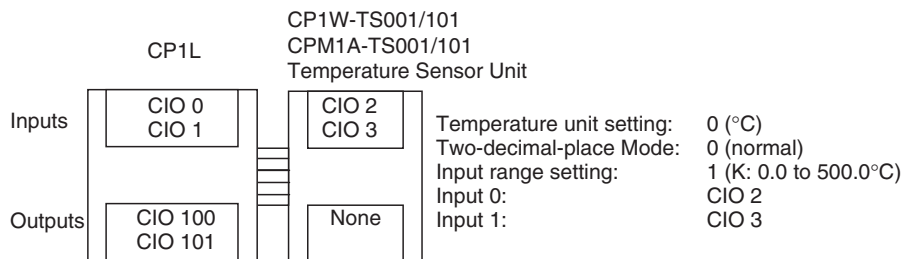 CP1L
CP1W-TS001/101
CPM1A-TS001/101
Temperature Sensor Unit
Inputs
CIO 0
CIO 1
CIO 2
CIO 3
Outputs
CIO 100
CIO 101
None
Temperature unit setting: 0 (°C)
Two-decimal-place Mode: 0 (normal)
Input range setting: 1 (K: 0.0 to 500.0°C)
Input 0: CIO 2
Input 1: CIO 3